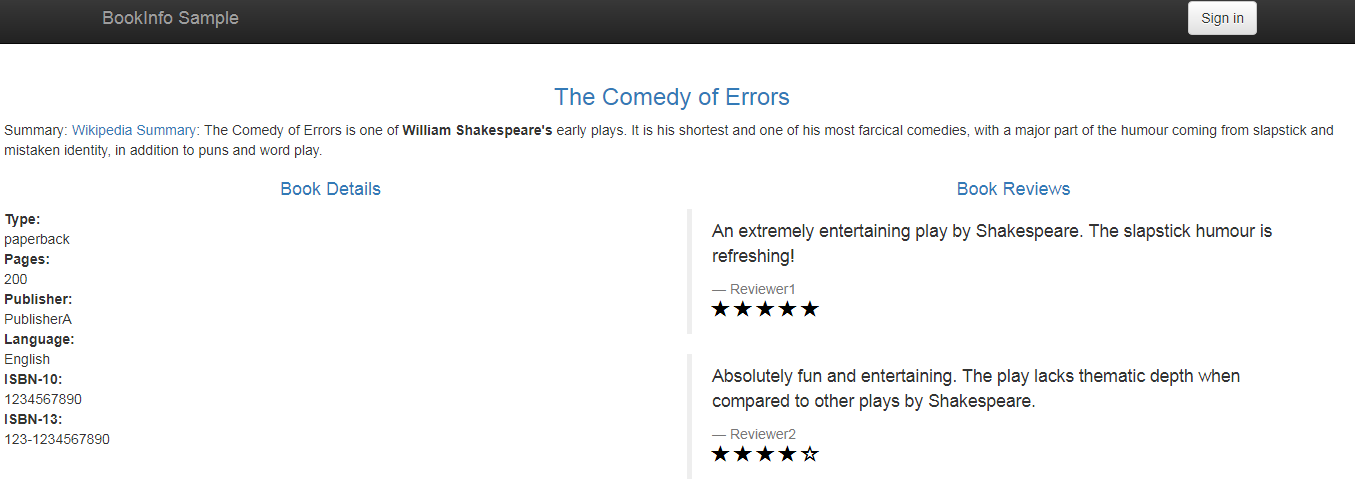 BookInfo Sample
Sign in
The Comedy of Errors
Summary: Wikipedia Summary: The Comedy of Errors is one of William Shakespeare's early plays. It is his shortest and one of his most farcical comedies, with a major part of the humour coming from slapstick and
mistaken identity, in addition to puns and word play.
Book Details
Type:
paperback
Pages:
200
Publisher:
PublisherA
Language:
English
ISBN-10:
1234567890
ISBN-13:
123-1234567890
Book Reviews
An extremely entertaining play by Shakespeare. The slapstick humour is
refreshing!
— Reviewer1
★★★★★
Absolutely fun and entertaining. The play lacks thematic depth when
compared to other plays by Shakespeare.
— Reviewer2
★★★★☆